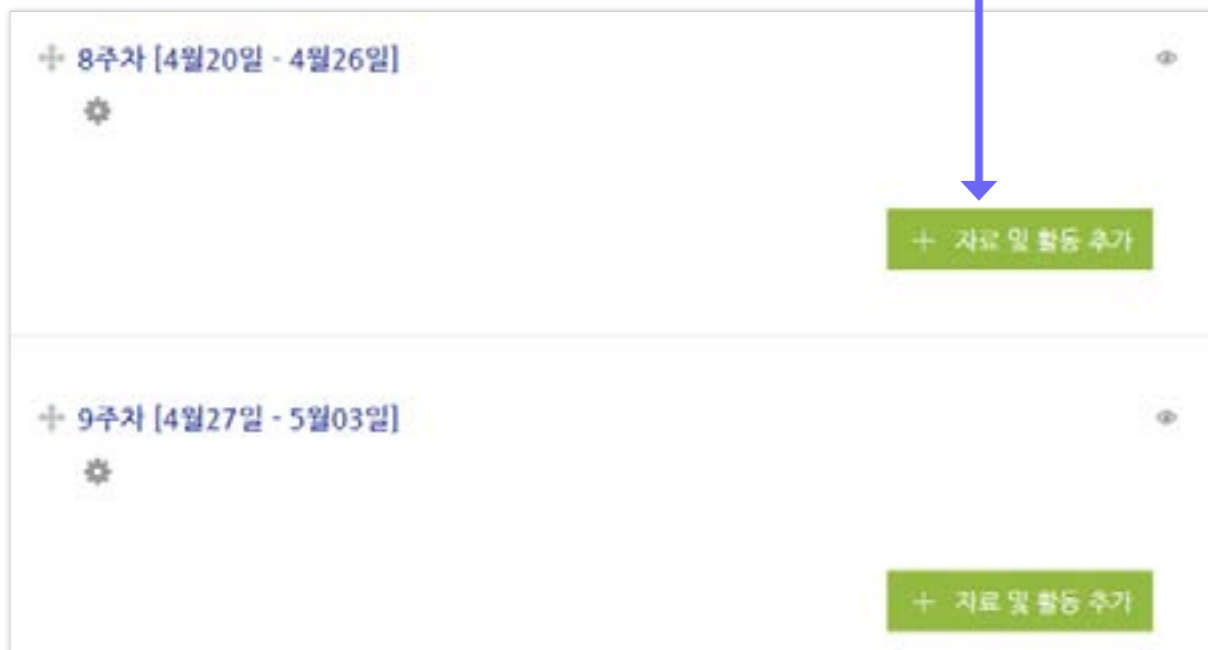 8주차 [4월20일 - 4월26일]
+ 자료 및 활동 추가
9주차 [4월27일 - 5월03일]
+ 자료 및 활동 추가